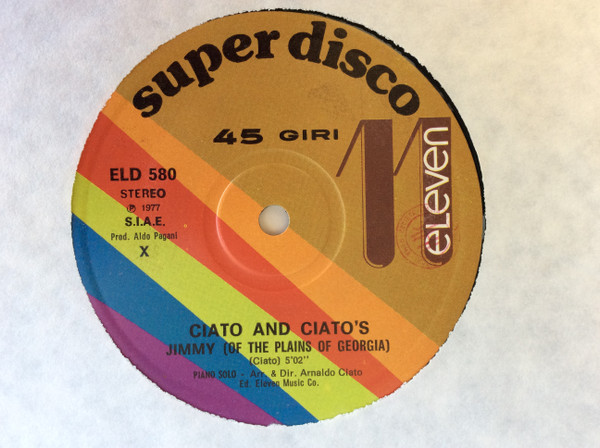 super disco
45 GIRI
11
eleven
ELD 580
STEREO
Ⓟ 1977
S.I.A.E.
Prod. Aldo Pagani
X
CIATO AND CIATO'S
JIMMY (OF THE PLAINS OF GEORGIA)
(Ciato) 5'02"
PIANO SOLO - Arr. & Dir. Arnaldo Ciato
Ed. Eleven Music Co.